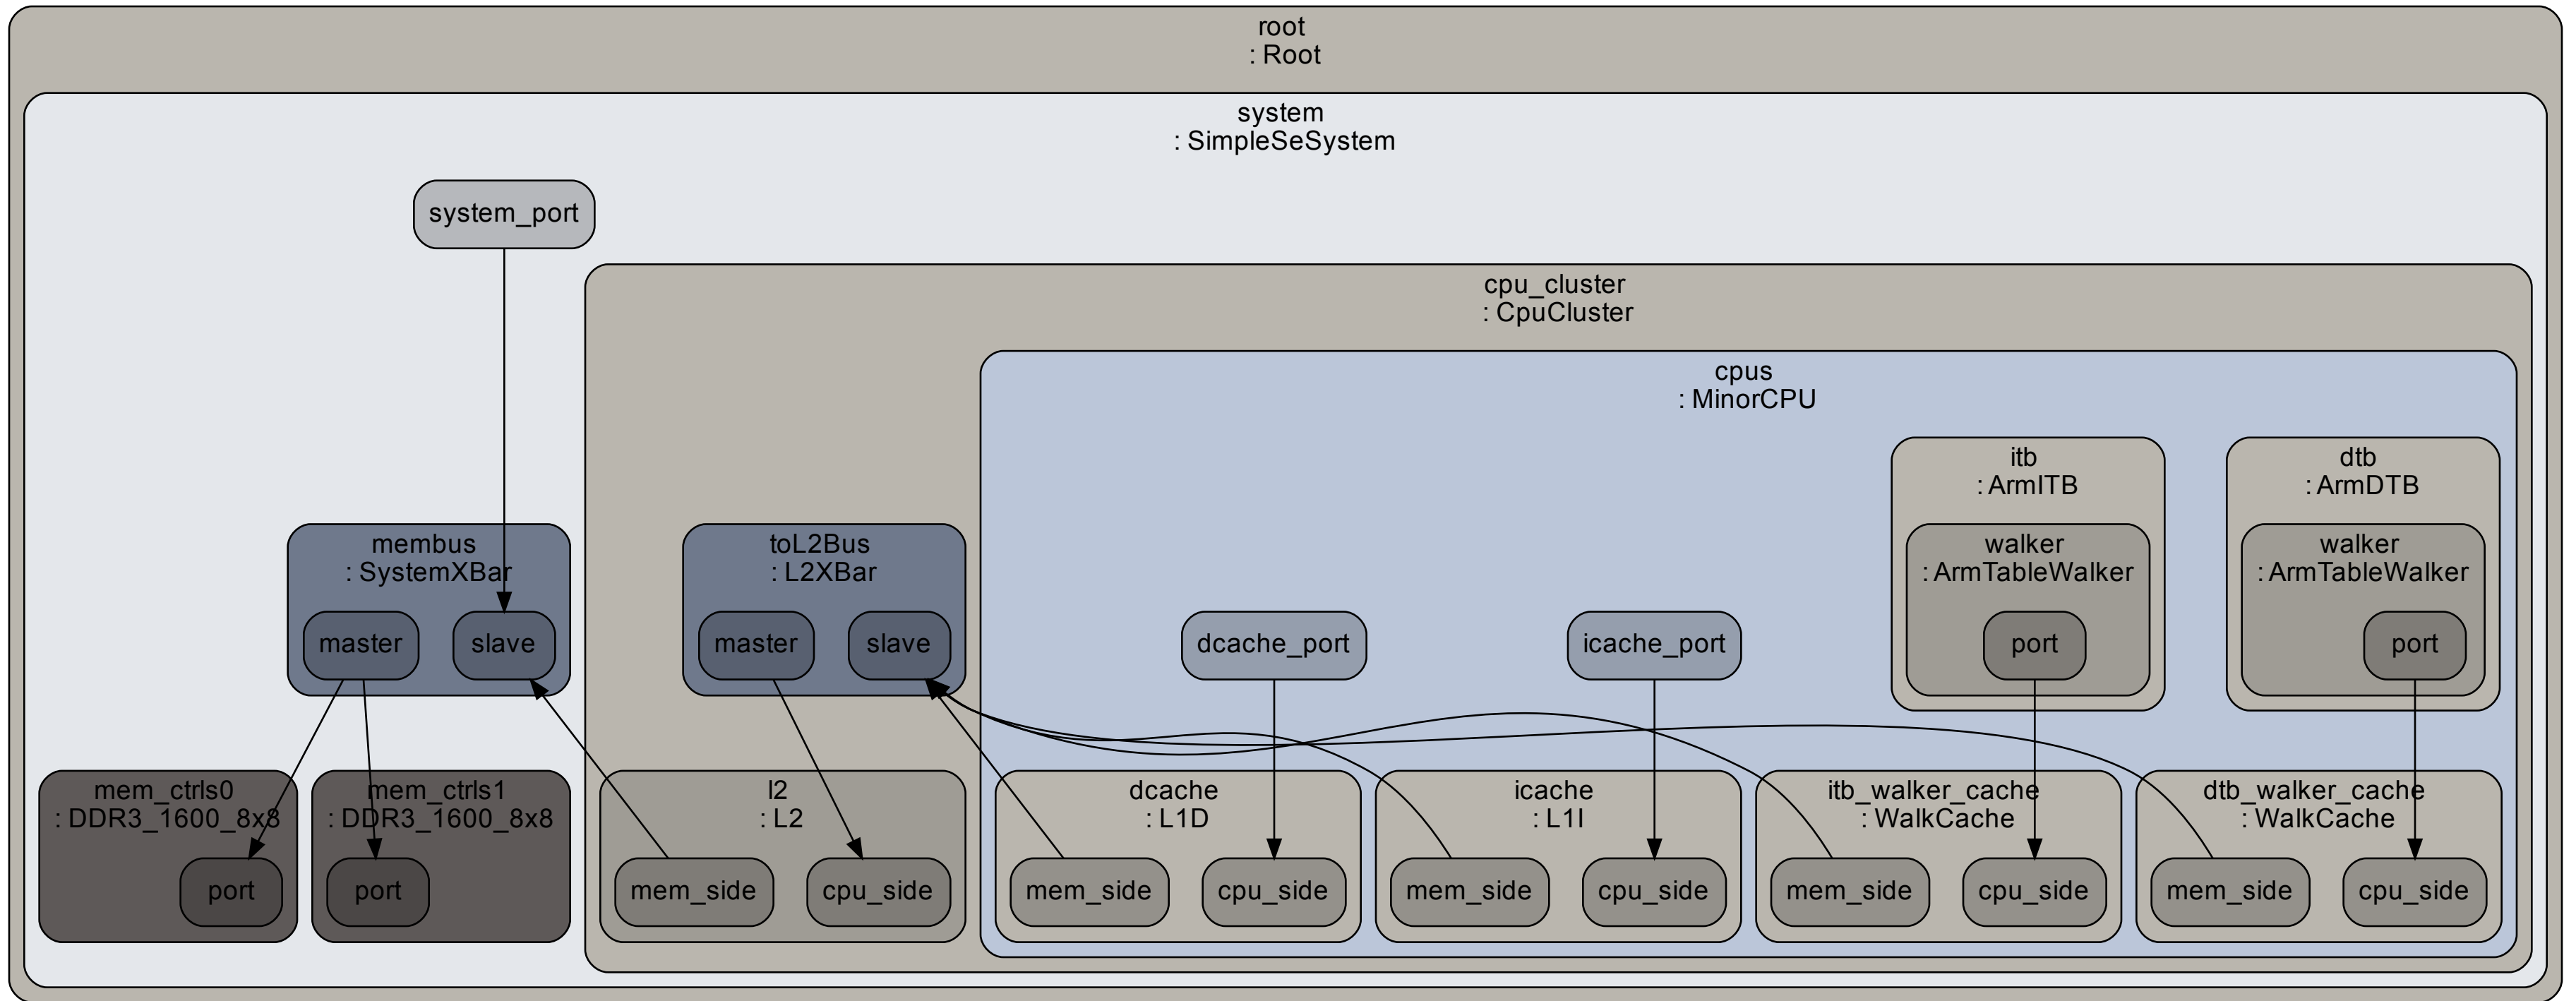 root
: Root
system
: SimpleSeSystem
system_port
cpu_cluster
: CpuCluster
cpus
: MinorCPU
itb
: ArmITB
dtb
: ArmDTB
membus
: SystemXBar
toL2Bus
: L2XBar
walker
: ArmTableWalker
walker
: ArmTableWalker
master
slave
master
slave
dcache_port
icache_port
port
port
mem_ctrls0
: DDR3_1600_8x8
mem_ctrls1
: DDR3_1600_8x8
l2
: L2
dcache
: L1D
icache
: L1I
itb_walker_cache
: WalkCache
dtb_walker_cache
: WalkCache
port
port
mem_side
cpu_side
mem_side
cpu_side
mem_side
cpu_side
mem_side
cpu_side
mem_side
cpu_side